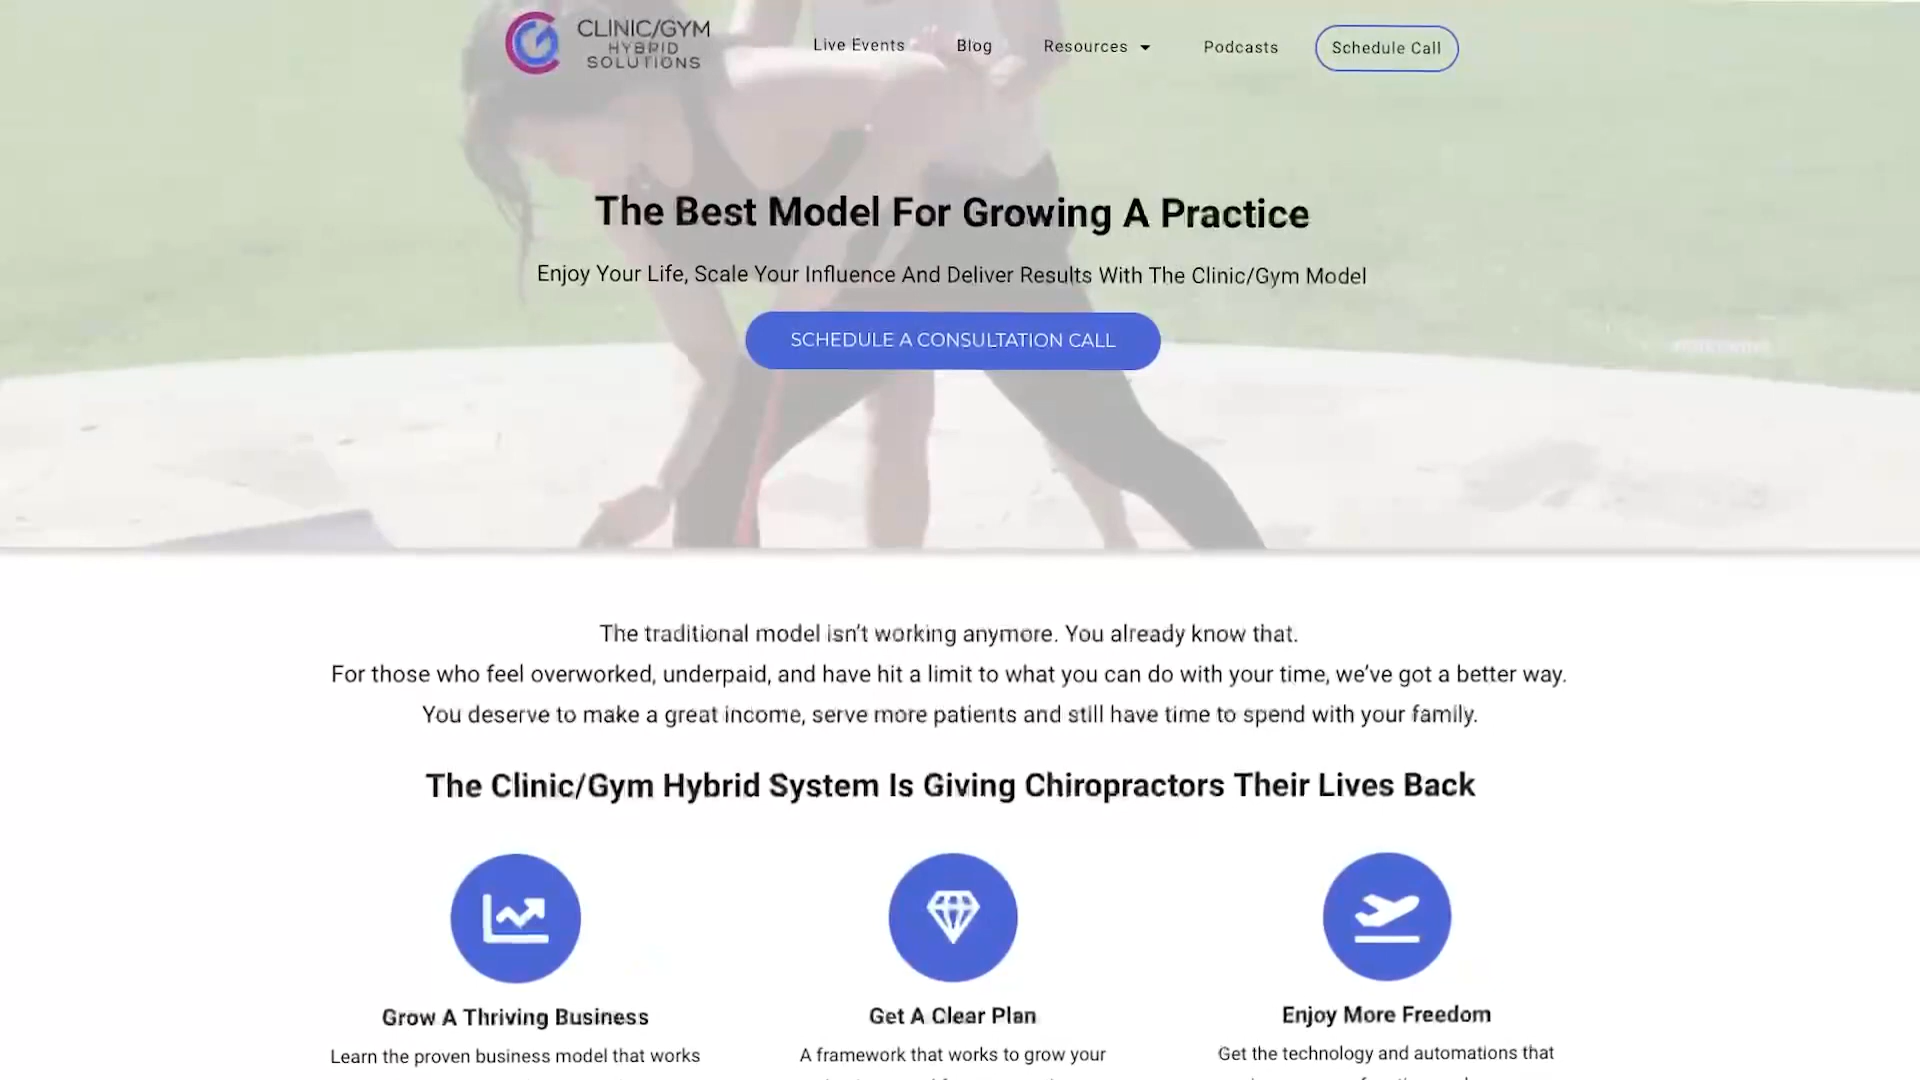 CLINIC/GYM
HYBRID
SOLUTIONS
Live Events
Blog
Resources
Podcasts
Schedule Call
The Best Model For Growing A Practice
Enjoy Your Life, Scale Your Influence And Deliver Results With The Clinic/Gym Model
SCHEDULE A CONSULTATION CALL
The traditional model isn’t working anymore. You already know that.
For those who feel overworked, underpaid, and have hit a limit to what you can do with your time, we’ve got a better way.
You deserve to make a great income, serve more patients and still have time to spend with your family.
The Clinic/Gym Hybrid System Is Giving Chiropractors Their Lives Back
Grow A Thriving Business
Learn the proven business model that works
Get A Clear Plan
A framework that works to grow your
Enjoy More Freedom
Get the technology and automations that